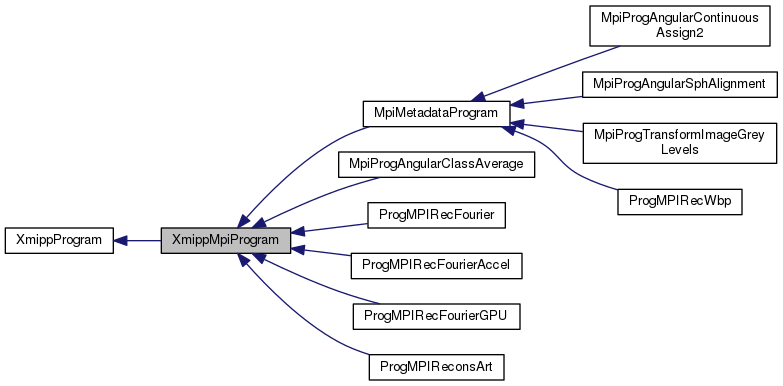 MpiProgAngularContinuous
Assign2
MpiProgAngularSphAlignment
MpiMetadataProgram
MpiProgTransformImageGrey
Levels
MpiProgAngularClassAverage
ProgMPIRecWbp
ProgMPIRecFourier
XmippProgram
XmippMpiProgram
ProgMPIRecFourierAccel
ProgMPIRecFourierGPU
ProgMPIReconsArt